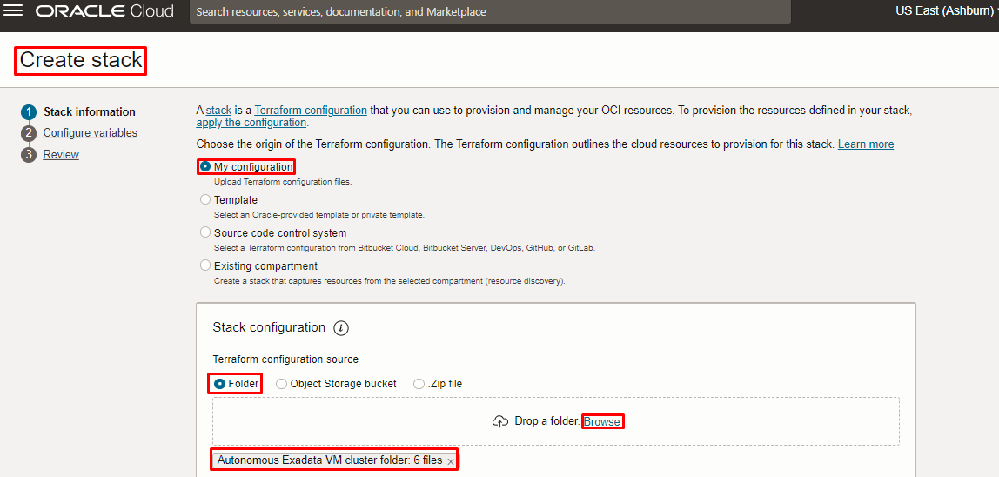 ORACLE Cloud
Search resources, services, documentation, and Marketplace
US East (Ashburn)
Create stack
1 Stack information
2 Configure variables
3 Review
A stack is a Terraform configuration that you can use to provision and manage your OCI resources. To provision the resources defined in your stack,
apply the configuration.
Choose the origin of the Terraform configuration. The Terraform configuration outlines the cloud resources to provision for this stack. Learn more
My configuration
Upload Terraform configuration files.
Template
Select an Oracle-provided template or private template.
Source code control system
Select a Terraform configuration from Bitbucket Cloud, Bitbucket Server, DevOps, GitHub, or GitLab.
Existing compartment
Create a stack that captures resources from the selected compartment (resource discovery).
Stack configuration i
Terraform configuration source
Folder Object Storage bucket .Zip file
Drop a folder. Browse
Autonomous Exadata VM cluster folder: 6 files ×